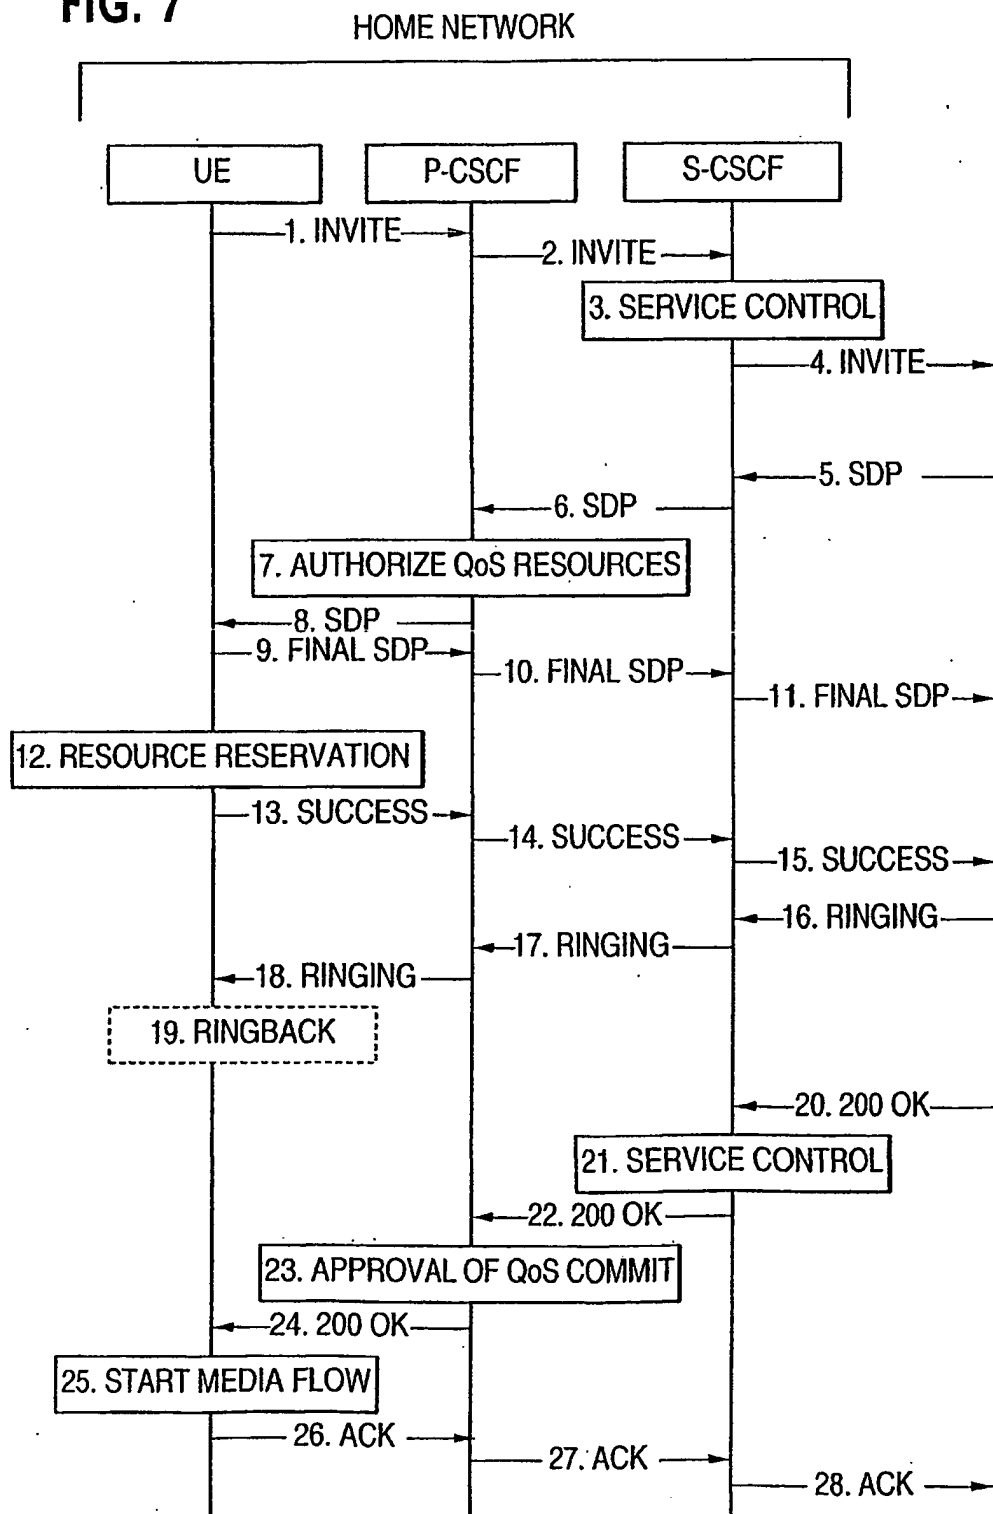 FIG. 7
HOME NETWORK
UE
P-CSCF
S-CSCF
1. INVITE
2. INVITE
3. SERVICE CONTROL
4. INVITE
5. SDP
6. SDP
7. AUTHORIZE QoS RESOURCES
8. SDP
9. FINAL SDP
10. FINAL SDP
11. FINAL SDP
12. RESOURCE RESERVATION
13. SUCCESS
14. SUCCESS
15. SUCCESS
16. RINGING
17. RINGING
18. RINGING
19. RINGBACK
20. 200 OK
21. SERVICE CONTROL
22. 200 OK
23. APPROVAL OF QoS COMMIT
24. 200 OK
25. START MEDIA FLOW
26. ACK
27. ACK
28. ACK